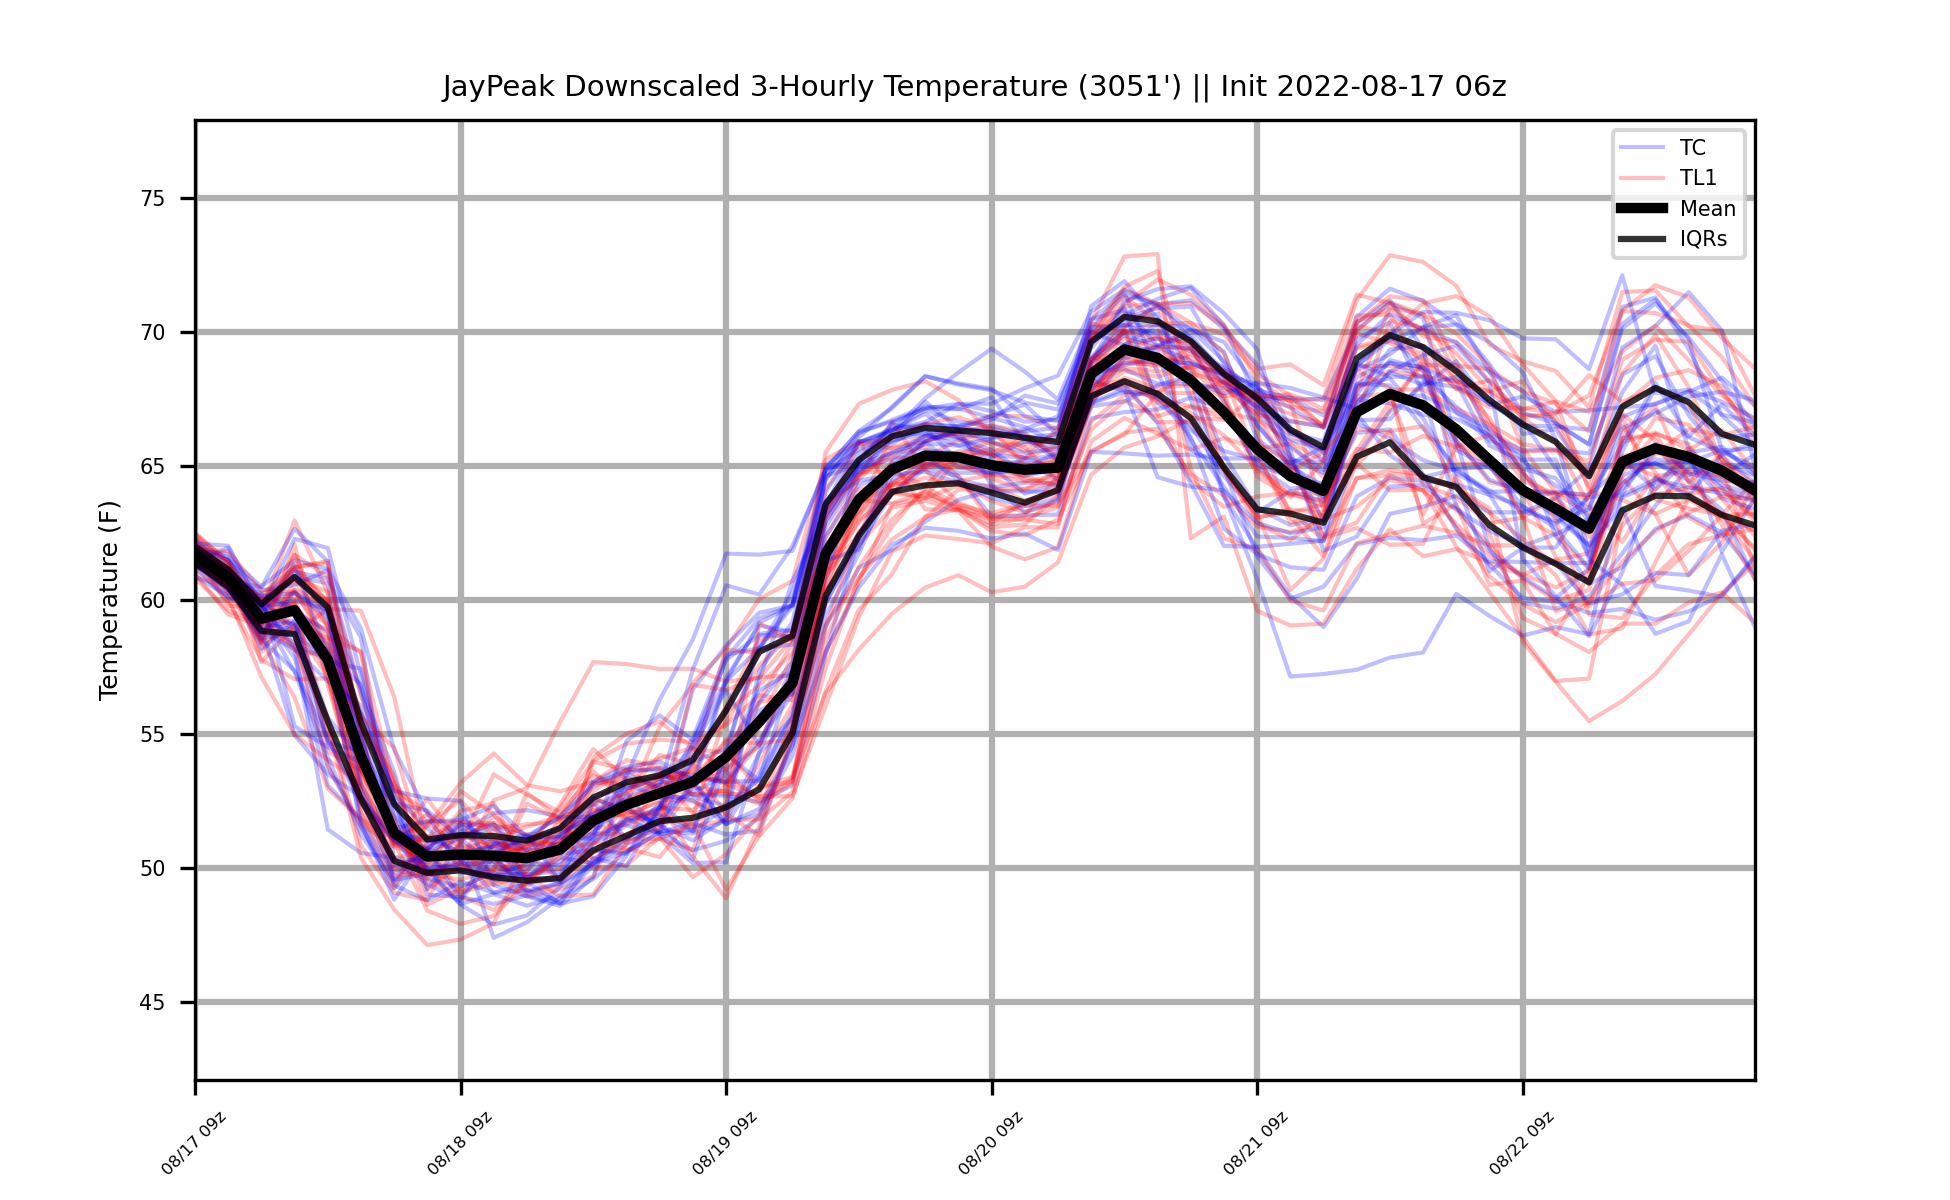 JayPeak Downscaled 3-Hourly Temperature (3051') || Init 2022-08-17 06z
TC
TL1
Mean
IQRs
Temperature (F)
75
70
65
60
55
50
45
08/17 09z
08/18 09z
08/19 09z
08/20 09z
08/21 09z
08/22 09z